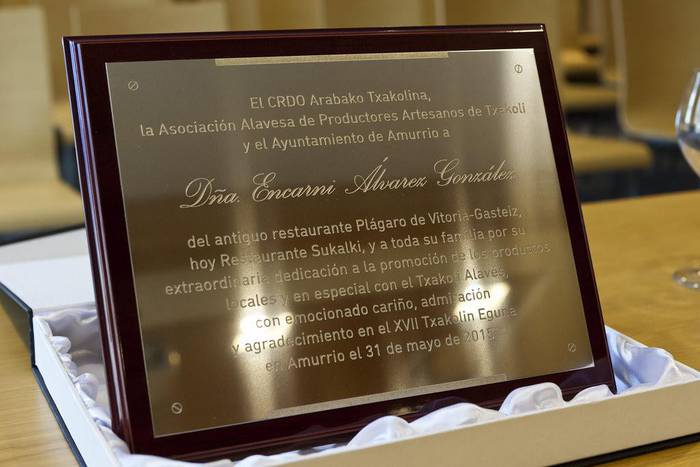 El CRDO Arabako Txakolina,
la Asociación Alavesa de Productores Artesanos de Txakolí
y el Ayuntamiento de Amurrio a
Dña. Encarni Álvarez González
del antiguo restaurante Plágaro de Vitoria-Gasteiz,
hoy Restaurante Sukalki, y a toda su familia por su
extraordinaria dedicación a la promoción de los productos
locales y en especial con el Txakolí Alavés,
con emocionado cariño, admiración
y agradecimiento en el XVII Txakolin Eguna
en Amurrio el 31 de mayo de 2015